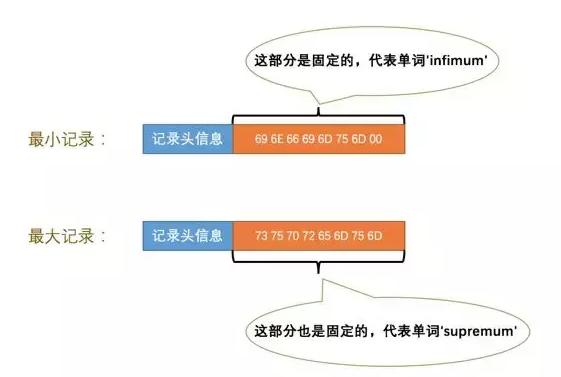 这部分是固定的，代表单词'infimum'
最小记录：
记录头信息
69 6E 66 69 6D 75 6D 00
最大记录：
记录头信息
73 75 70 72 65 6D 75 6D
这部分也是固定的，代表单词'supremum'